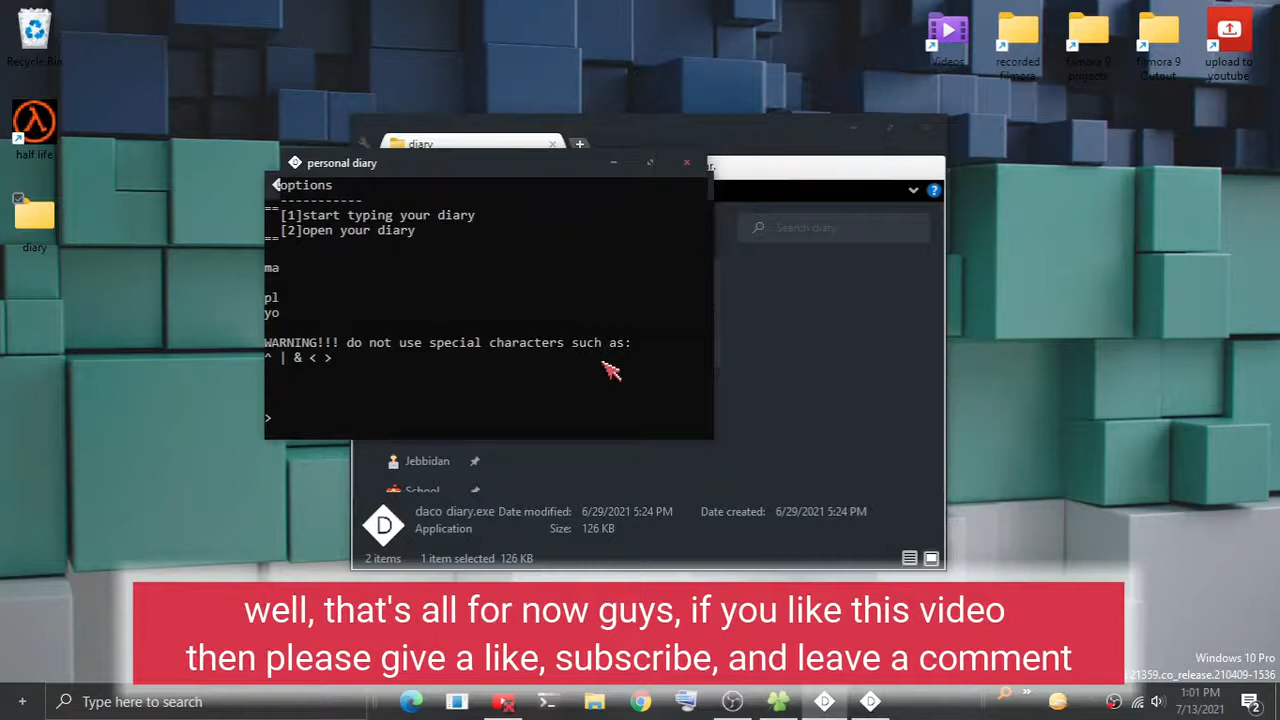 Recycle Bin
half life
diary
Videos
recorded
filmora
filmora 9
projects
filmora 9
Output
upload to
youtube
diary
personal diary
options
-----------
[1]start typing your diary
==
[2]open your diary
==
ma
pl
yo
WARNING!!! do not use special characters such as:
^ | & < >
>
Search diary
Jebbidan
School
daco diary.exe Date modified: 6/29/2021 5:24 PM Date created: 6/29/2021 5:24 PM
Application Size: 126 KB
2 items 1 item selected 126 KB
well, that's all for now guys, if you like this video
then please give a like, subscribe, and leave a comment
Windows 10 Pro
21359.co_release.210409-1536
Type here to search
1:01 PM
7/13/2021
2